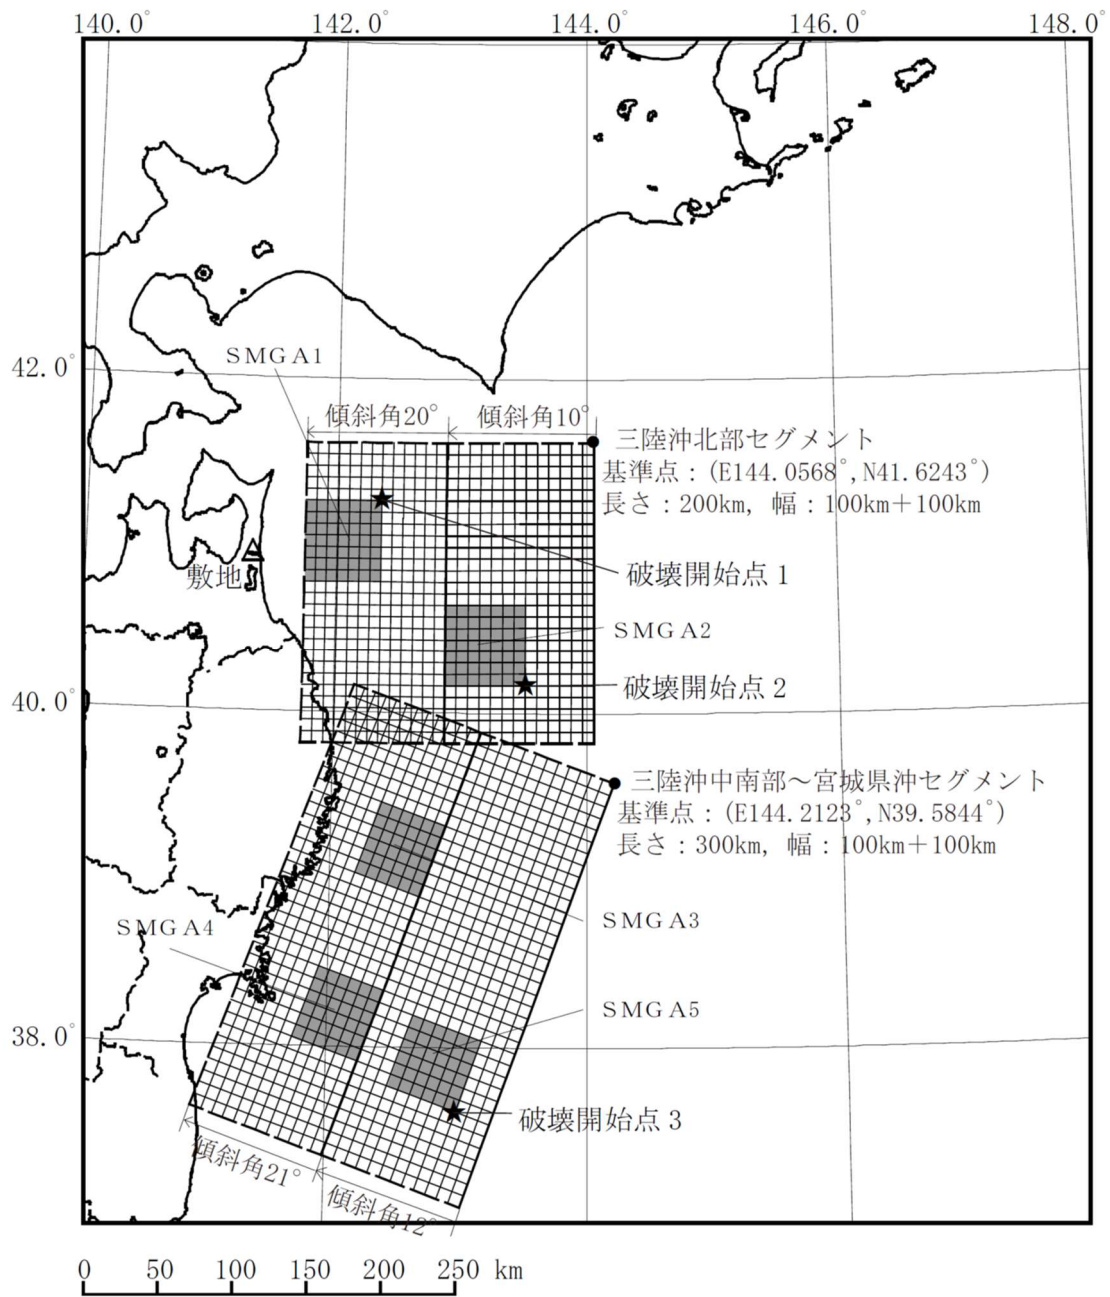 140.0° 142.0° 144.0° 146.0° 148.0°
SMGA1
42.0°
傾斜角20° 傾斜角10°
三陸沖北部セグメント
基準点：(E144.0568°,N41.6243°)
長さ：200km, 幅：100km＋100km
敷地
破壊開始点１
SMGA2
破壊開始点２
40.0°
三陸沖中南部～宮城県沖セグメント
基準点：(E144.2123°,N39.5844°)
長さ：300km, 幅：100km＋100km
SMGA3
SMGA4
SMGA5
38.0°
破壊開始点３
傾斜角21°
傾斜角12°
0 50 100 150 200 250 km